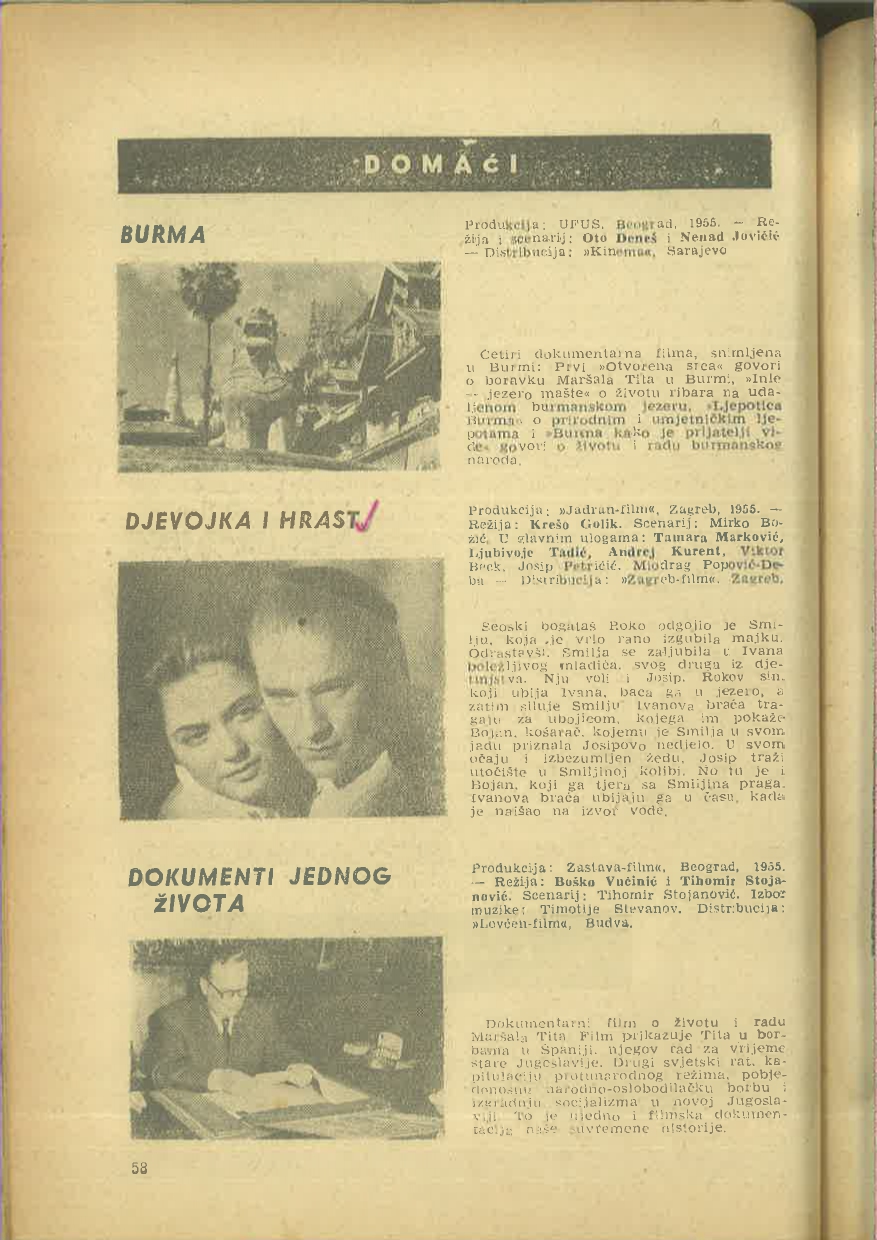 DOMAĆI
BURMA
Produkcija: UFUS, Beograd, 1955. — Re-
žija i scenarij: Oto Deneš i Nenad Jovičić
— Distribucija: »Kinema«, Sarajevo
Četiri dokumentarna filma, snimljena
u Burmi: Prvi »Otvorena srca« govori
o boravku Maršala Tita u Burmi, »Inle
— jezero mašte« o životu ribara na uda-
ljenom burmanskom jezeru, »Ljepotica
Burma« o prirodnim i umjetničkim lje-
potama i »Burma kako je prijatelji vi-
de« govori o životu i radu burmanskog
naroda.
DJEVOJKA I HRAST
Produkcija: »Jadran-film«, Zagreb, 1955. —
Režija: Krešo Golik. Scenarij: Mirko Bo-
žić. U glavnim ulogama: Tamara Marković,
Ljubivoje Tadić, Andrej Kurent, Viktor
Beck, Josip Petričić, Miodrag Popović-De-
ba — Distribucija: »Zagreb-film«, Zagreb.
Seoski bogataš Roko odgojio je Smi-
lju, koja je vrlo rano izgubila majku.
Odrastavši, Smilja se zaljubila u Ivana
boležljivog mladića, svog druga iz dje-
tinjstva. Nju voli i Josip, Rokov sin,
koji ubija Ivana, baca ga u jezero, a
zatim siluje Smilju. Ivanova braća tra-
gaju za ubojicom, kojega im pokaže
Bojan, košarač, kojemu je Smilja u svom
jadu priznala Josipovo nedjelo. U svom
očaju i izbezumljen žeđu, Josip traži
utočište u Smiljinoj kolibi. No tu je i
Bojan, koji ga tjera sa Smiljina praga.
Ivanova braća ubijaju ga u času, kada
je naišao na izvor vode.
DOKUMENTI JEDNOG
ŽIVOTA
Produkcija: Zastava-film«, Beograd, 1955.
— Režija: Boško Vučinić i Tihomir Stoja-
nović. Scenarij: Tihomir Stojanović. Izbor
muzike: Timotije Stevanov. Distribucija:
»Lovćen-film«, Budva.
Dokumentarni film o životu i radu
Maršala Tita. Film prikazuje Tita u bor-
bama u Španiji, njegov rad za vrijeme
stare Jugoslavije. Drugi svjetski rat, ka-
pitulaciju protunarodnog režima, pobje-
donosnu narodno-oslobodilačku borbu i
izgradnju socijalizma u novoj Jugosla-
viji. To je ujedno i filmska dokumen-
tacija naše suvremene historije.
58